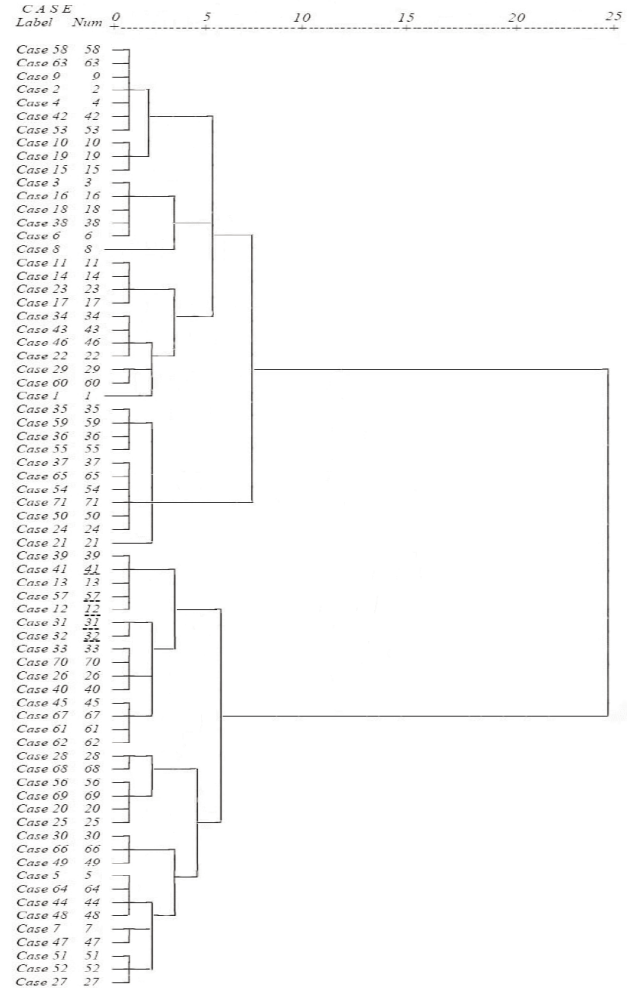 C A S E
Label Num 0 5 10 15 20 25
Case 58 58
Case 63 63
Case 9 9
Case 2 2
Case 4 4
Case 42 42
Case 53 53
Case 10 10
Case 19 19
Case 15 15
Case 3 3
Case 16 16
Case 18 18
Case 38 38
Case 6 6
Case 8 8
Case 11 11
Case 14 14
Case 23 23
Case 17 17
Case 34 34
Case 43 43
Case 46 46
Case 22 22
Case 29 29
Case 60 60
Case 1 1
Case 35 35
Case 59 59
Case 36 36
Case 55 55
Case 37 37
Case 65 65
Case 54 54
Case 71 71
Case 50 50
Case 24 24
Case 21 21
Case 39 39
Case 41 41
Case 13 13
Case 57 57
Case 12 12
Case 31 31
Case 32 32
Case 33 33
Case 70 70
Case 26 26
Case 40 40
Case 45 45
Case 67 67
Case 61 61
Case 62 62
Case 28 28
Case 68 68
Case 56 56
Case 69 69
Case 20 20
Case 25 25
Case 30 30
Case 66 66
Case 49 49
Case 5 5
Case 64 64
Case 44 44
Case 48 48
Case 7 7
Case 47 47
Case 51 51
Case 52 52
Case 27 27